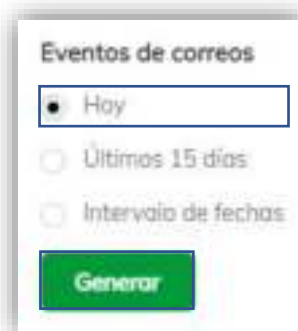 Eventos de correos
Hoy
Últimos 15 días
Intervalo de fechas
Generar